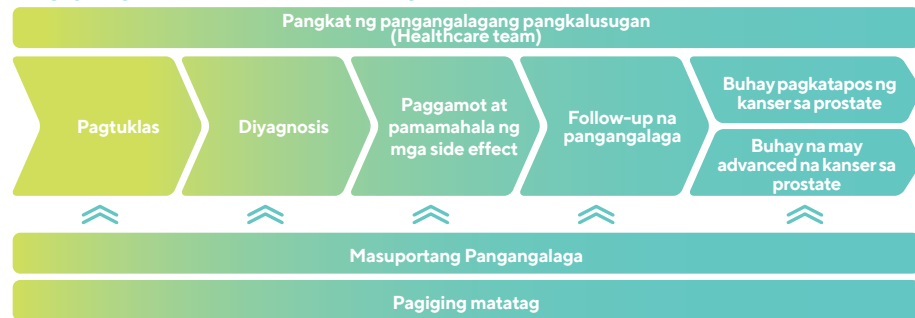 Pangkat ng pangangalagang pangkalusugan
(Healthcare team)
Pagtuklas
Diyagnosis
Paggamot at
pamamahala ng
mga side effect
Follow-up na
pangangalaga
Buhay pagkatapos ng
kanser sa prostate
Buhay na may
advanced na kanser sa
prostate
Masuportang Pangangalaga
Pagiging matatag